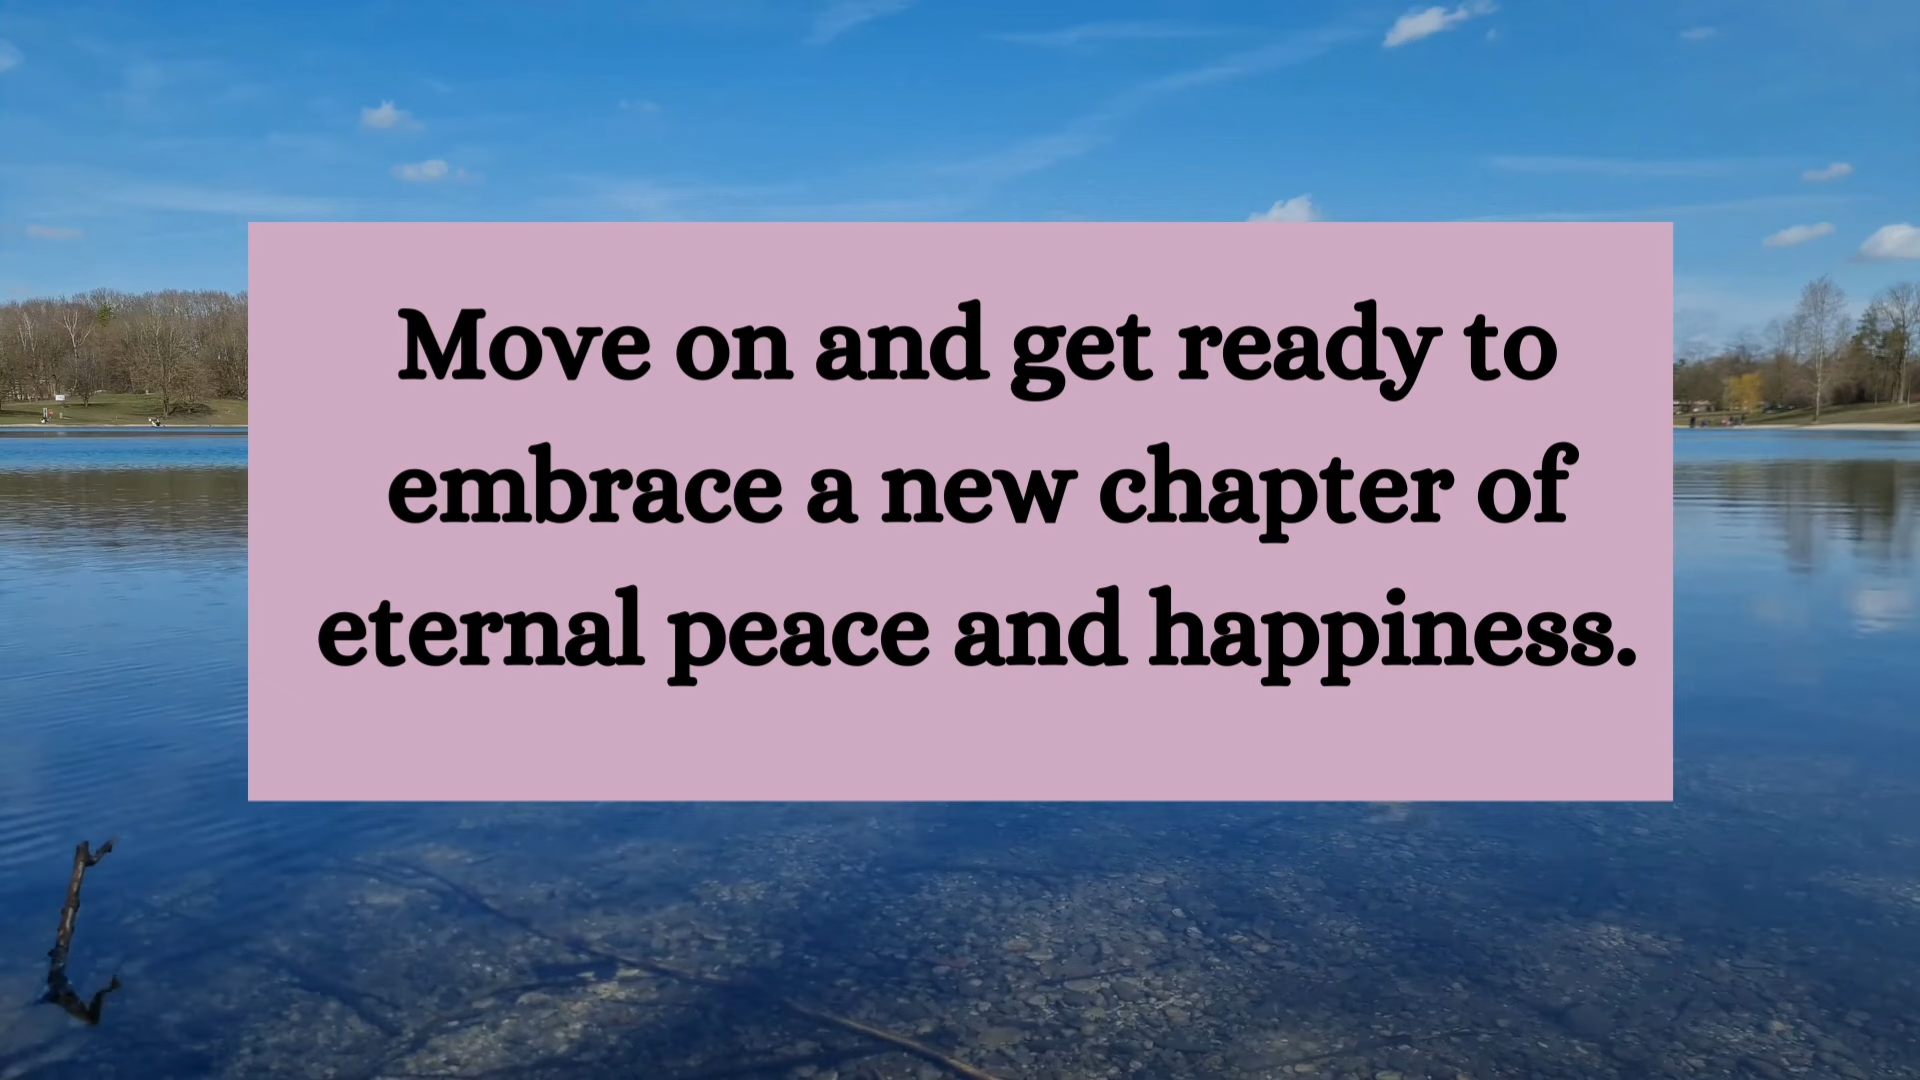 Move on and get ready to
embrace a new chapter of
eternal peace and happiness.